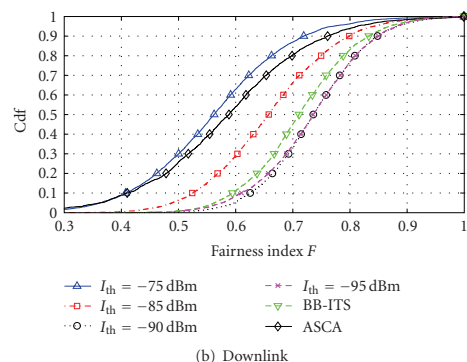 1
0.9
0.8
0.7
0.6
0.5
0.4
0.3
0.2
0.1
0
Cdf
0.3 0.4 0.5 0.6 0.7 0.8 0.9 1
Fairness index F
I_th = −75 dBm
I_th = −85 dBm
I_th = −90 dBm
I_th = −95 dBm
BB-ITS
ASCA
(b) Downlink